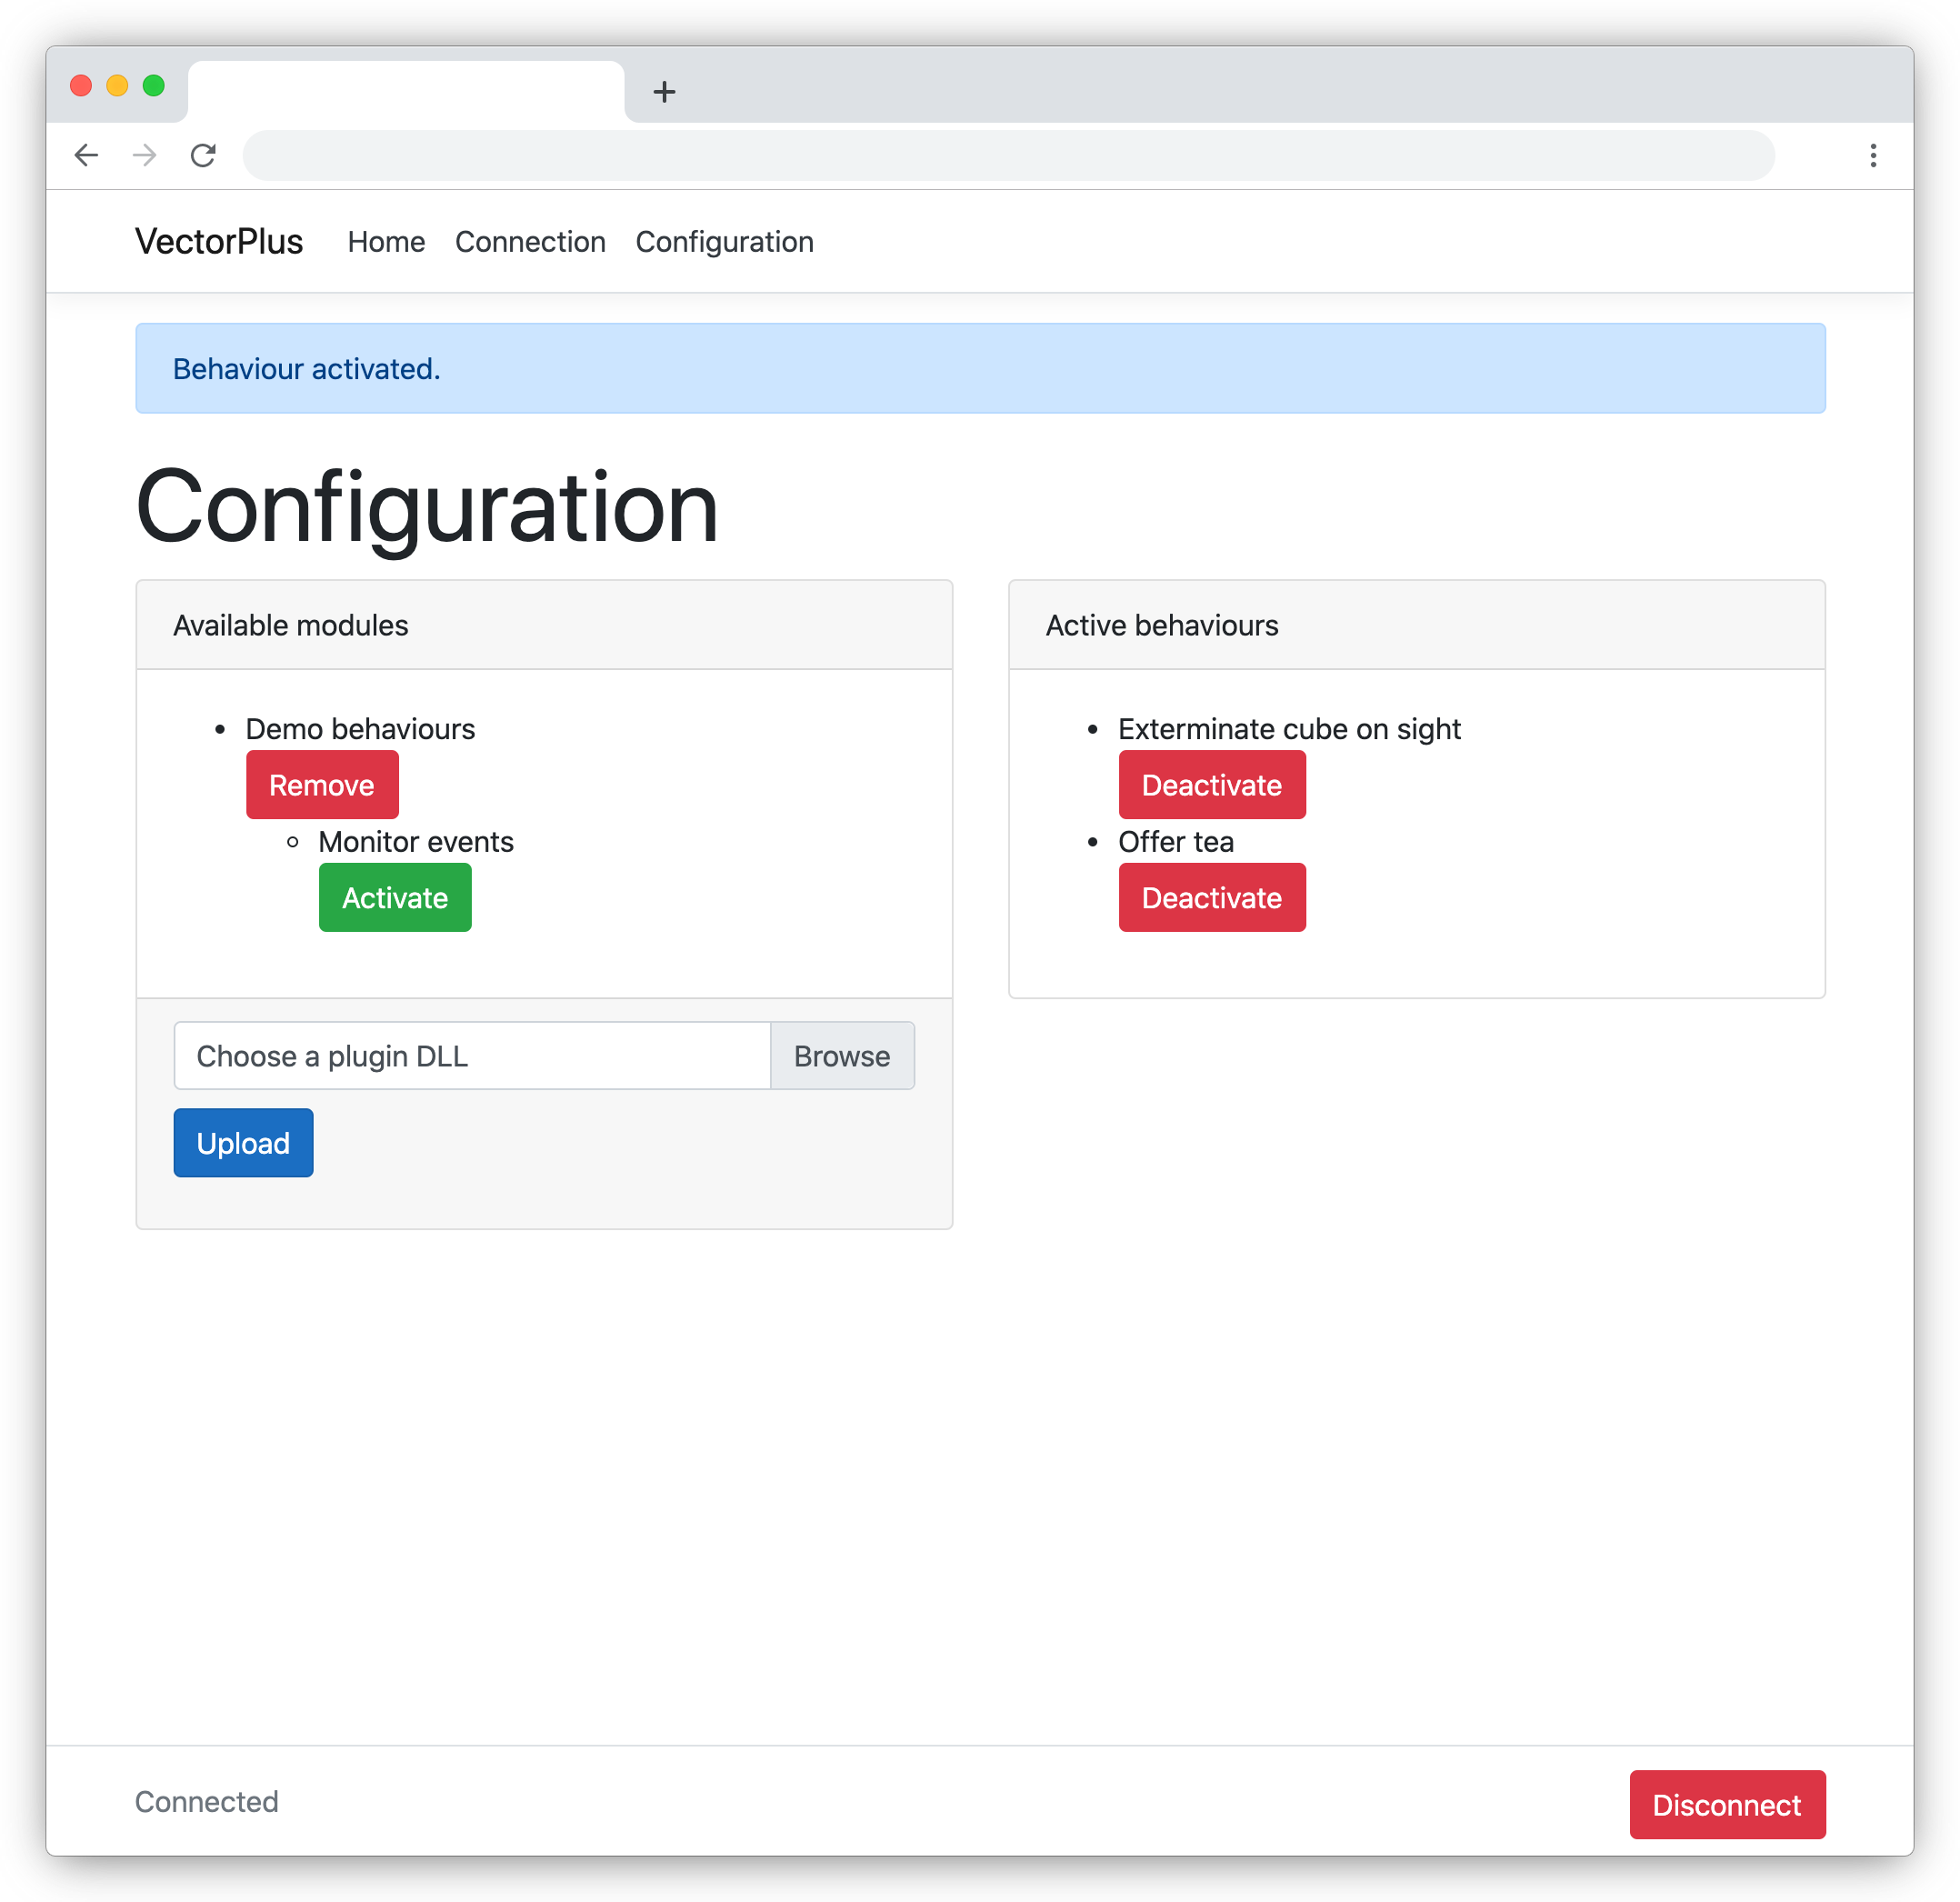 VectorPlus Home Connection Configuration
Behaviour activated.
Configuration
Available modules
Demo behaviours
Remove
Monitor events
Activate
Choose a plugin DLL Browse
Upload
Active behaviours
Exterminate cube on sight
Deactivate
Offer tea
Deactivate
Connected Disconnect